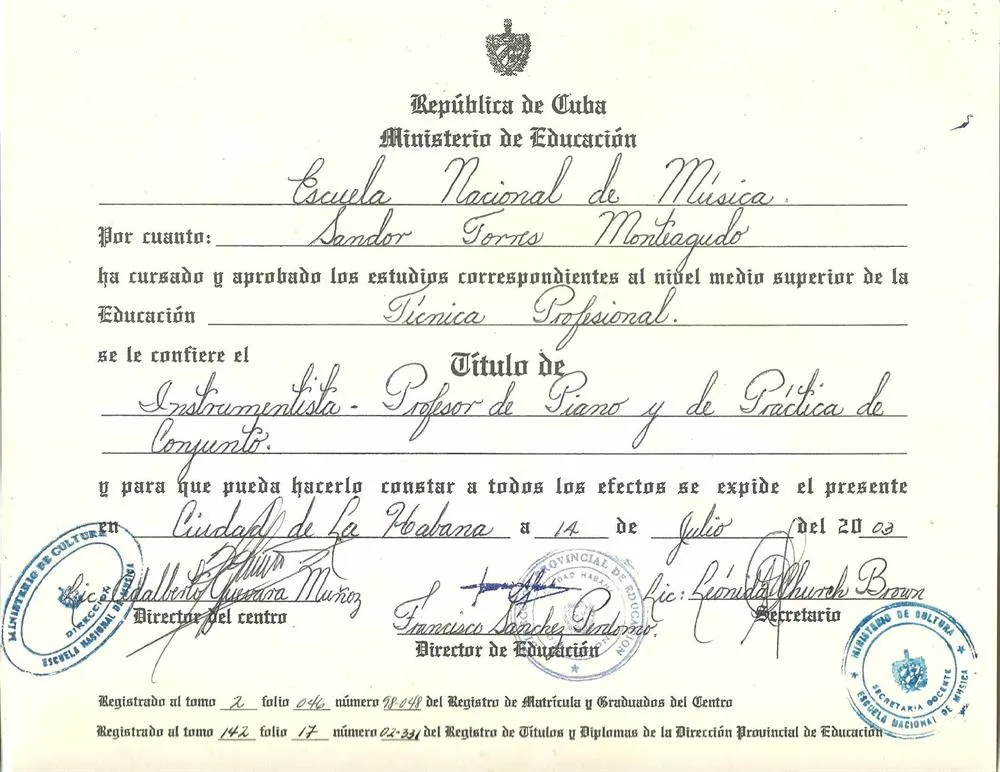 República de Cuba
Ministerio de Educación
Escuela Nacional de Música.
Por cuanto: Sandor Torres Monteagudo
ha cursado y aprobado los estudios correspondientes al nivel medio superior de la
Educación Técnica Profesional.
se le confiere el Título de
Instrumentista - Profesor de Piano y de Práctica de
Conjunto.
y para que pueda hacerlo constar a todos los efectos se expide el presente
en Ciudad de La Habana a 14 de Julio del 2003
Lic. Adalberto Guevara Muñoz
Director del centro
Francisco Sanchez Perdomo.
Director de Educación
Lic: Leónida Church Brown
Secretario
MINISTERIO DE CULTURA
DIRECCION
ESCUELA NACIONAL DE MUSICA
PROVINCIAL DE EDUCACION
MINISTERIO DE CULTURA
SECRETARIA DOCENTE
ESCUELA NACIONAL DE MUSICA
Registrado al tomo 2 folio 046 número 98-048 del Registro de Matrícula y Graduados del Centro
Registrado al tomo 142 folio 17 número 02-331 del Registro de Títulos y Diplomas de la Dirección Provincial de Educación